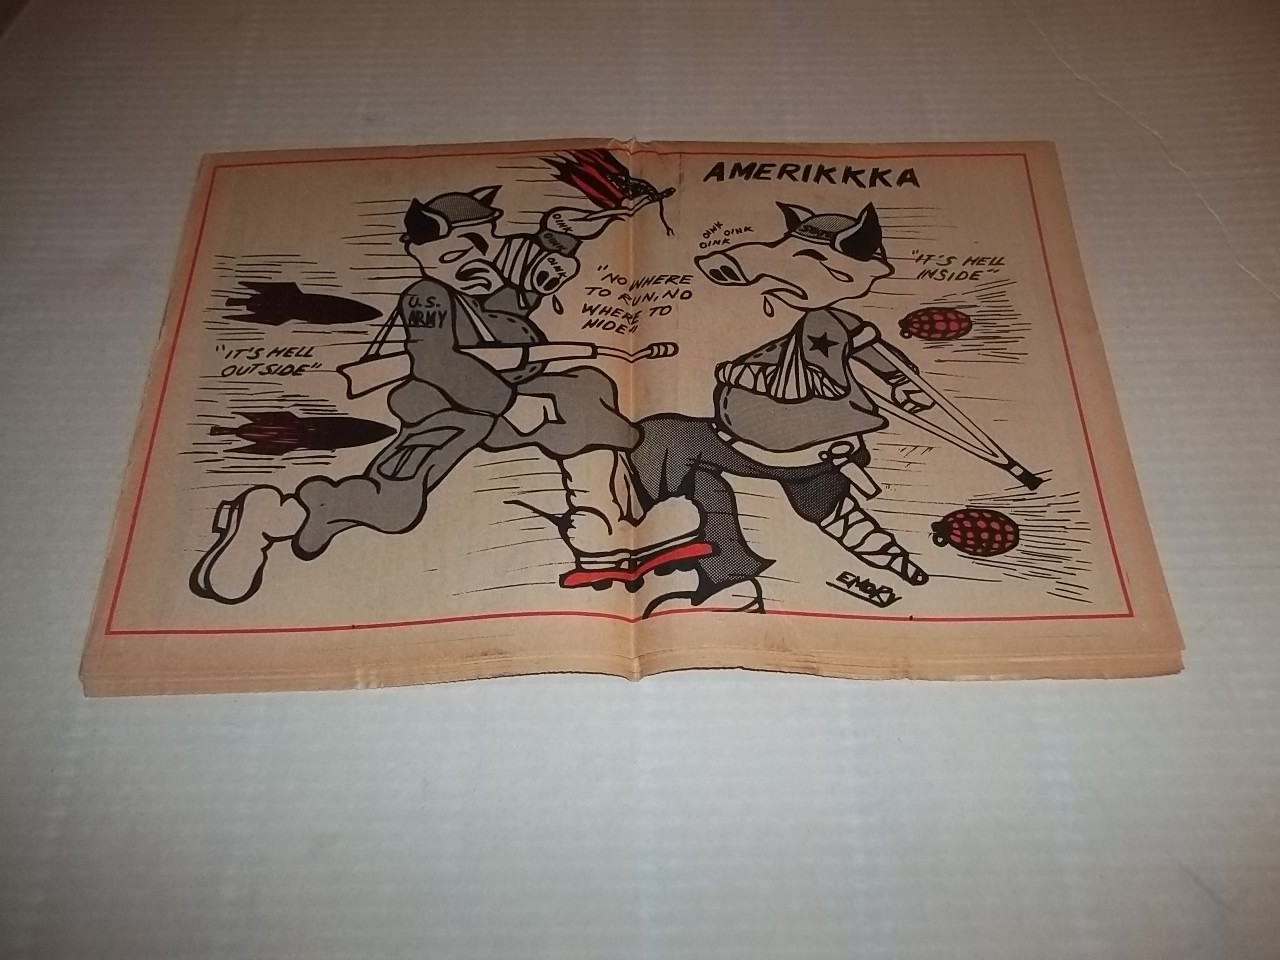 AMERIKKKA
OINK
OINK
OINK
OINK
OINK
OINK
"NO WHERE
TO RUN, NO
WHERE TO
HIDE"
"IT'S HELL
INSIDE"
U.S.
ARMY
"IT'S HELL
OUTSIDE"
EMORY